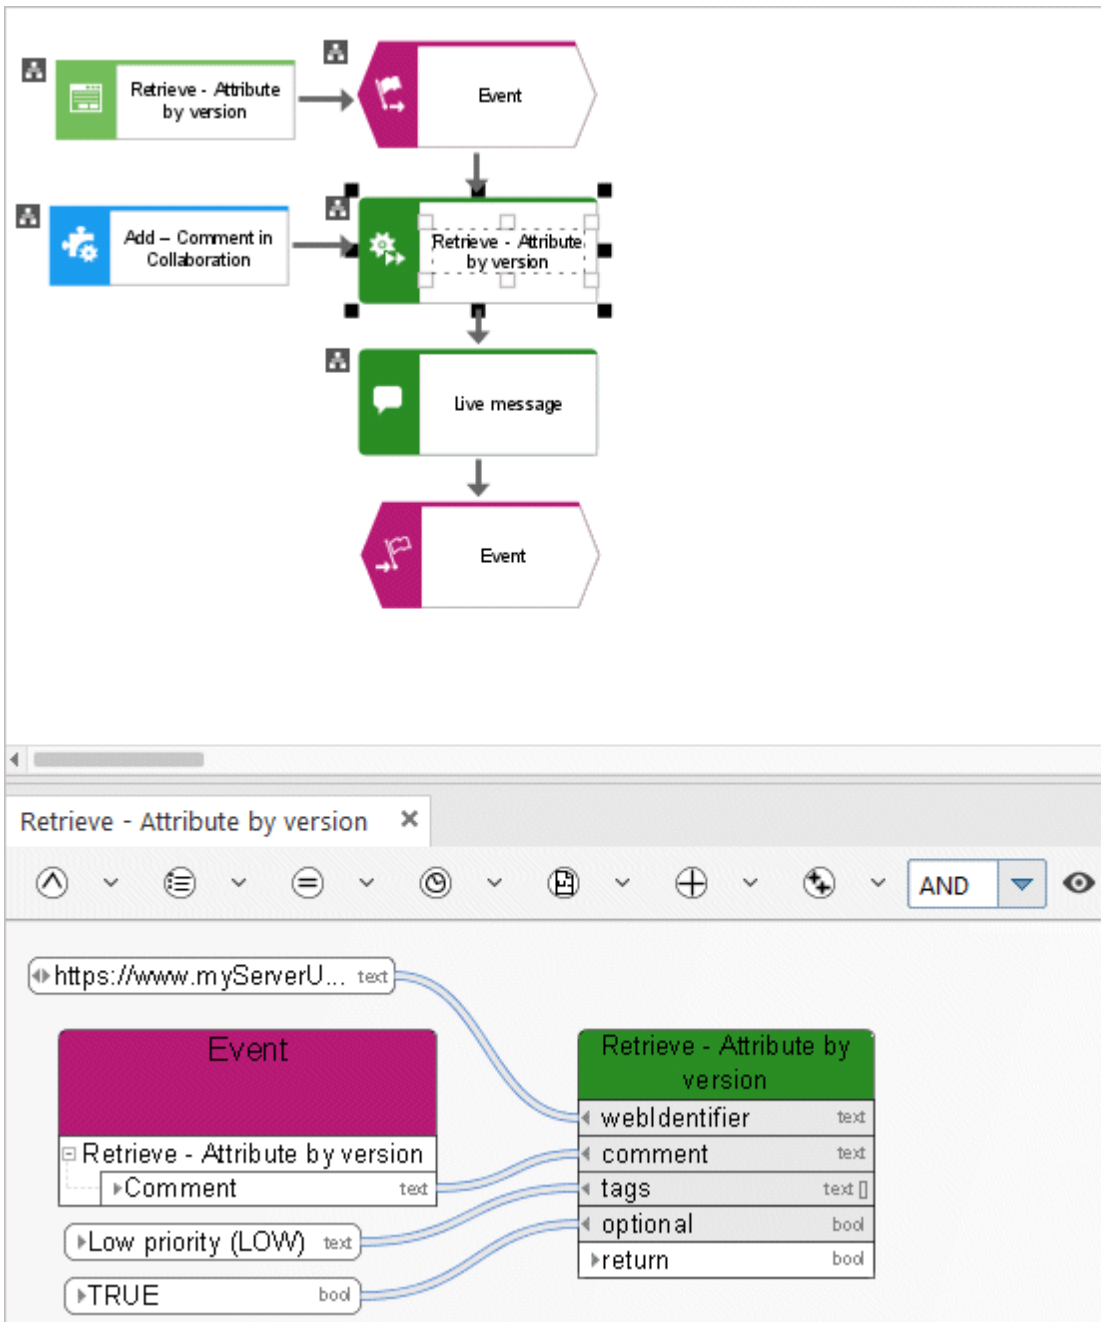 Retrieve - Attribute
by version
Event
Add – Comment in
Collaboration
Retrieve - Attribute
by version
Live message
Event
Retrieve - Attribute by version
AND
https://www.myServerU... text
Event
Retrieve - Attribute by version
Comment text
Low priority (LOW) text
TRUE bool
Retrieve - Attribute by
version
webIdentifier text
comment text
tags text []
optional bool
return bool